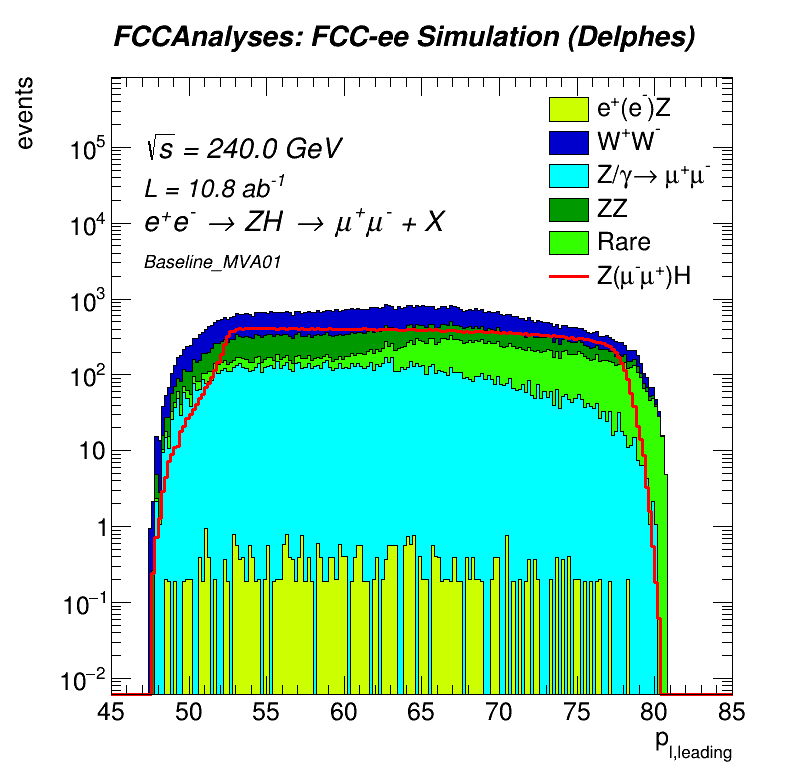 FCCAnalyses: FCC-ee Simulation (Delphes)
events
√s = 240.0 GeV
L = 10.8 ab⁻¹
e⁺e⁻ → ZH → μ⁺μ⁻ + X
Baseline_MVA01
e⁺(e⁻)Z
W⁺W⁻
Z/γ→ μ⁺μ⁻
ZZ
Rare
Z(μ⁻μ⁺)H
10⁵
10⁴
10³
10²
10
1
10⁻¹
10⁻²
45 50 55 60 65 70 75 80 85
p_l,leading